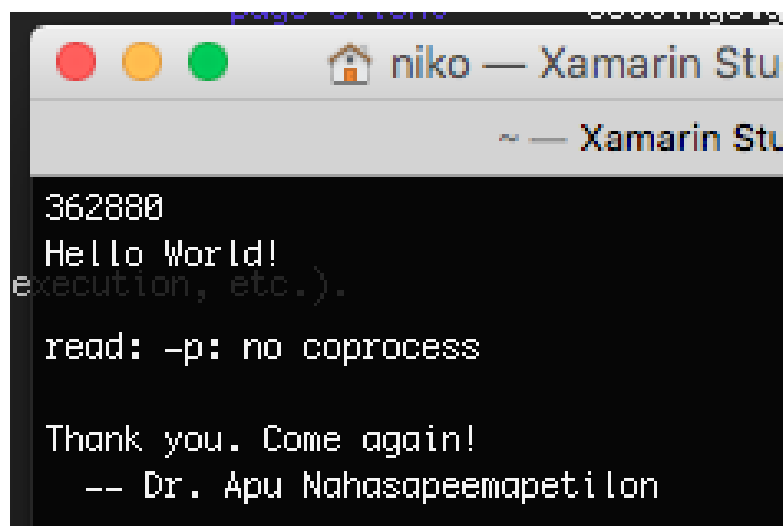 niko — Xamarin Stu
~ — Xamarin Stu
362880
Hello World!
execution, etc.).
read: -p: no coprocess
Thank you. Come again!
-- Dr. Apu Nahasapeemapetilon